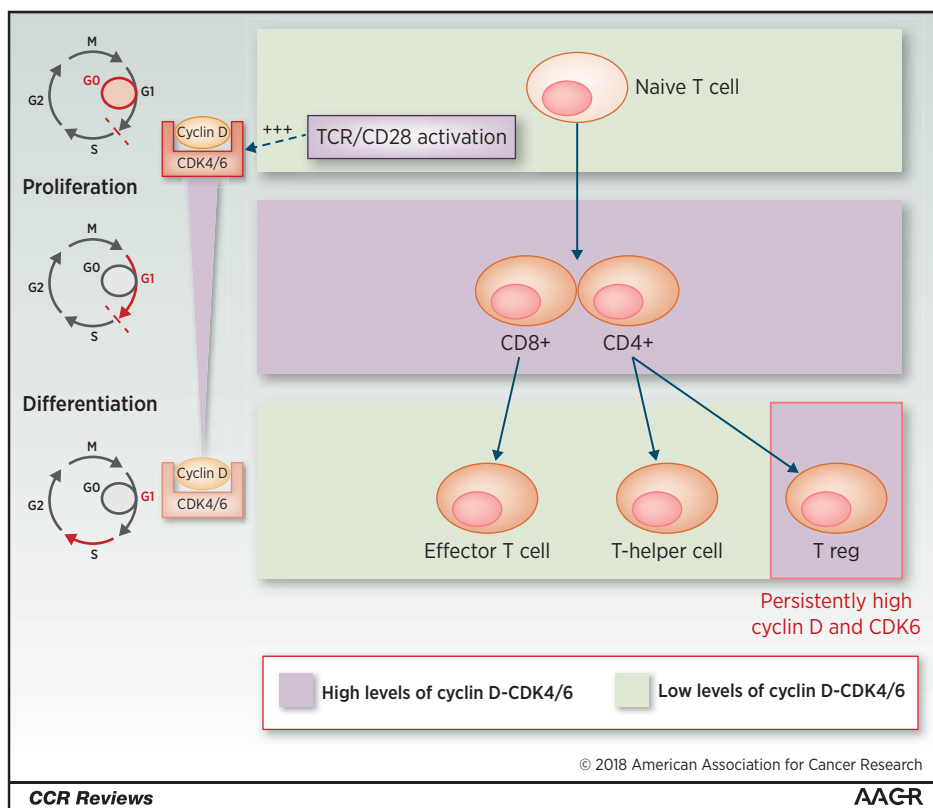 M
G0
G1
G2
S
Cyclin D
CDK4/6
+++
TCR/CD28 activation
Naive T cell
Proliferation
M
G0
G1
G2
S
CD8+
CD4+
Differentiation
M
G0
G1
G2
S
Cyclin D
CDK4/6
Effector T cell
T-helper cell
T reg
Persistently high
cyclin D and CDK6
High levels of cyclin D-CDK4/6
Low levels of cyclin D-CDK4/6
© 2018 American Association for Cancer Research
CCR Reviews
AACR